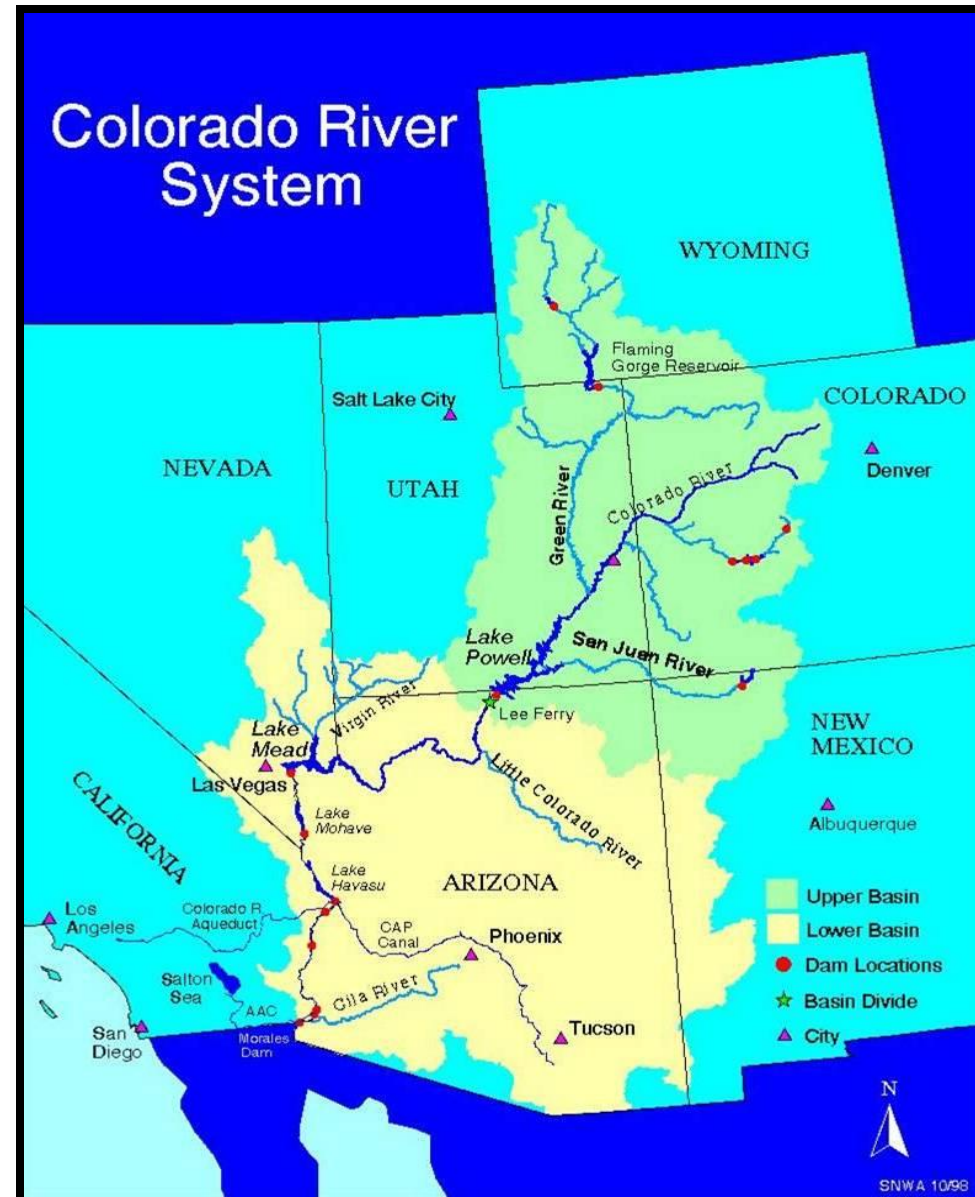 Colorado River
System
WYOMING
Flaming
Gorge Reservoir
COLORADO
Salt Lake City
Denver
NEVADA
UTAH
Green River
Colorado River
Lake
Powell
San Juan River
Lee Ferry
NEW
MEXICO
Virgin River
Lake
Mead
Las Vegas
Little Colorado River
CALIFORNIA
Lake
Mohave
Albuquerque
Lake
Havasu
ARIZONA
Los
Angeles
Colorado R.
Aqueduct
CAP
Canal
Phoenix
Salton
Sea
Gila River
AAC
Morales
Dam
San
Diego
Tucson
Upper Basin
Lower Basin
Dam Locations
Basin Divide
City
N
SNWA 10/98